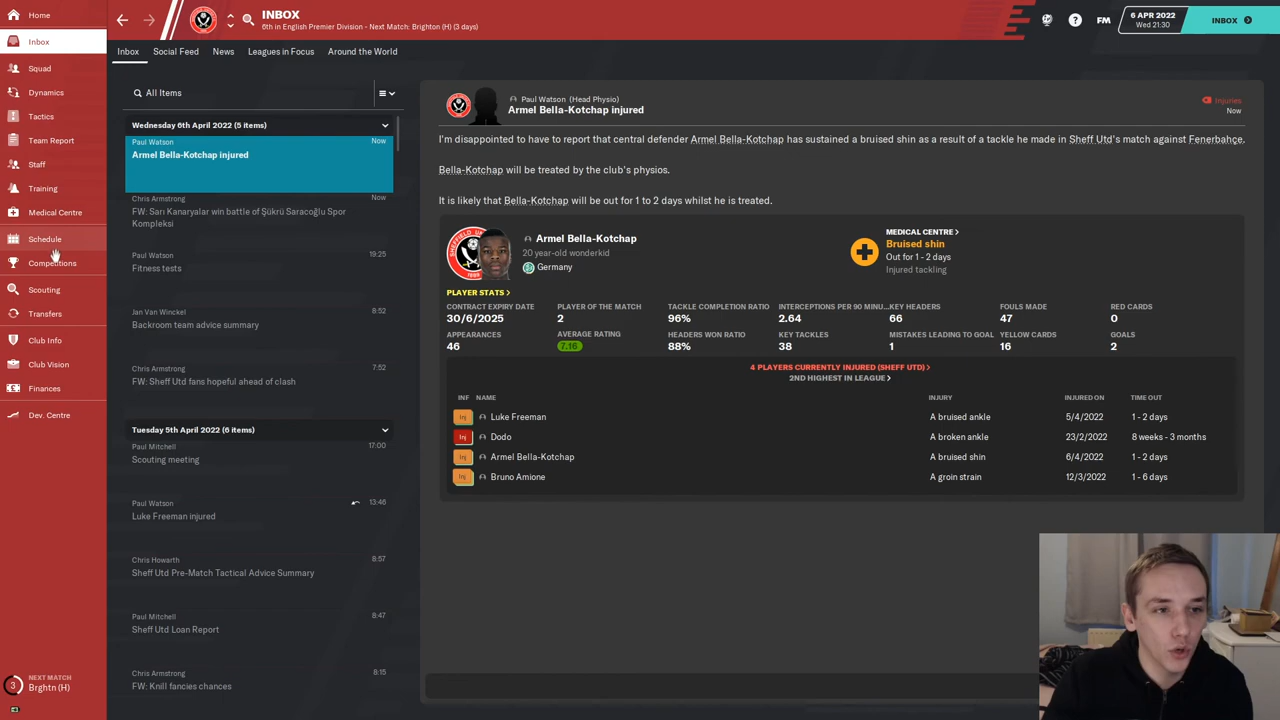 Home
Inbox
Squad
Dynamics
Tactics
Team Report
Staff
Training
Medical Centre
Schedule
Competitions
Scouting
Transfers
Club Info
Club Vision
Finances
Dev. Centre
NEXT MATCH
3
Brghtn (H)
INBOX
6th in English Premier Division - Next Match: Brighton (H) (3 days)
FM
6 APR 2022
Wed 21:30
INBOX
Inbox Social Feed News Leagues in Focus Around the World
All Items
Wednesday 6th April 2022 (5 items)
Paul Watson Now
Armel Bella-Kotchap injured
Chris Armstrong Now
FW: Sarı Kanaryalar win battle of Şükrü Saracoğlu Spor
Kompleksi
Paul Watson 19:25
Fitness tests
Jan Van Winckel 8:52
Backroom team advice summary
Chris Armstrong 7:52
FW: Sheff Utd fans hopeful ahead of clash
Tuesday 5th April 2022 (6 items)
Paul Mitchell 17:00
Scouting meeting
Paul Watson 13:46
Luke Freeman injured
Chris Howarth 8:57
Sheff Utd Pre-Match Tactical Advice Summary
Paul Mitchell 8:47
Sheff Utd Loan Report
Chris Armstrong 8:15
FW: Knill fancies chances
Paul Watson (Head Physio)
Armel Bella-Kotchap injured
Injuries
Now
I'm disappointed to have to report that central defender Armel Bella-Kotchap has sustained a bruised shin as a result of a tackle he made in Sheff Utd's match against Fenerbahçe.
Bella-Kotchap will be treated by the club's physios.
It is likely that Bella-Kotchap will be out for 1 to 2 days whilst he is treated.
Armel Bella-Kotchap
20 year-old wonderkid
Germany
MEDICAL CENTRE >
Bruised shin
Out for 1 - 2 days
Injured tackling
PLAYER STATS >
CONTRACT EXPIRY DATE PLAYER OF THE MATCH TACKLE COMPLETION RATIO INTERCEPTIONS PER 90 MINU... KEY HEADERS FOULS MADE RED CARDS
30/6/2025 2 96% 2.64 66 47 0
APPEARANCES AVERAGE RATING HEADERS WON RATIO KEY TACKLES MISTAKES LEADING TO GOAL YELLOW CARDS GOALS
46 7.16 88% 38 1 16 2
4 PLAYERS CURRENTLY INJURED (SHEFF UTD) >
2ND HIGHEST IN LEAGUE >
INF NAME INJURY INJURED ON TIME OUT
Inj Luke Freeman A bruised ankle 5/4/2022 1 - 2 days
Inj Dodo A broken ankle 23/2/2022 8 weeks - 3 months
Inj Armel Bella-Kotchap A bruised shin 6/4/2022 1 - 2 days
Inj Bruno Amione A groin strain 12/3/2022 1 - 6 days